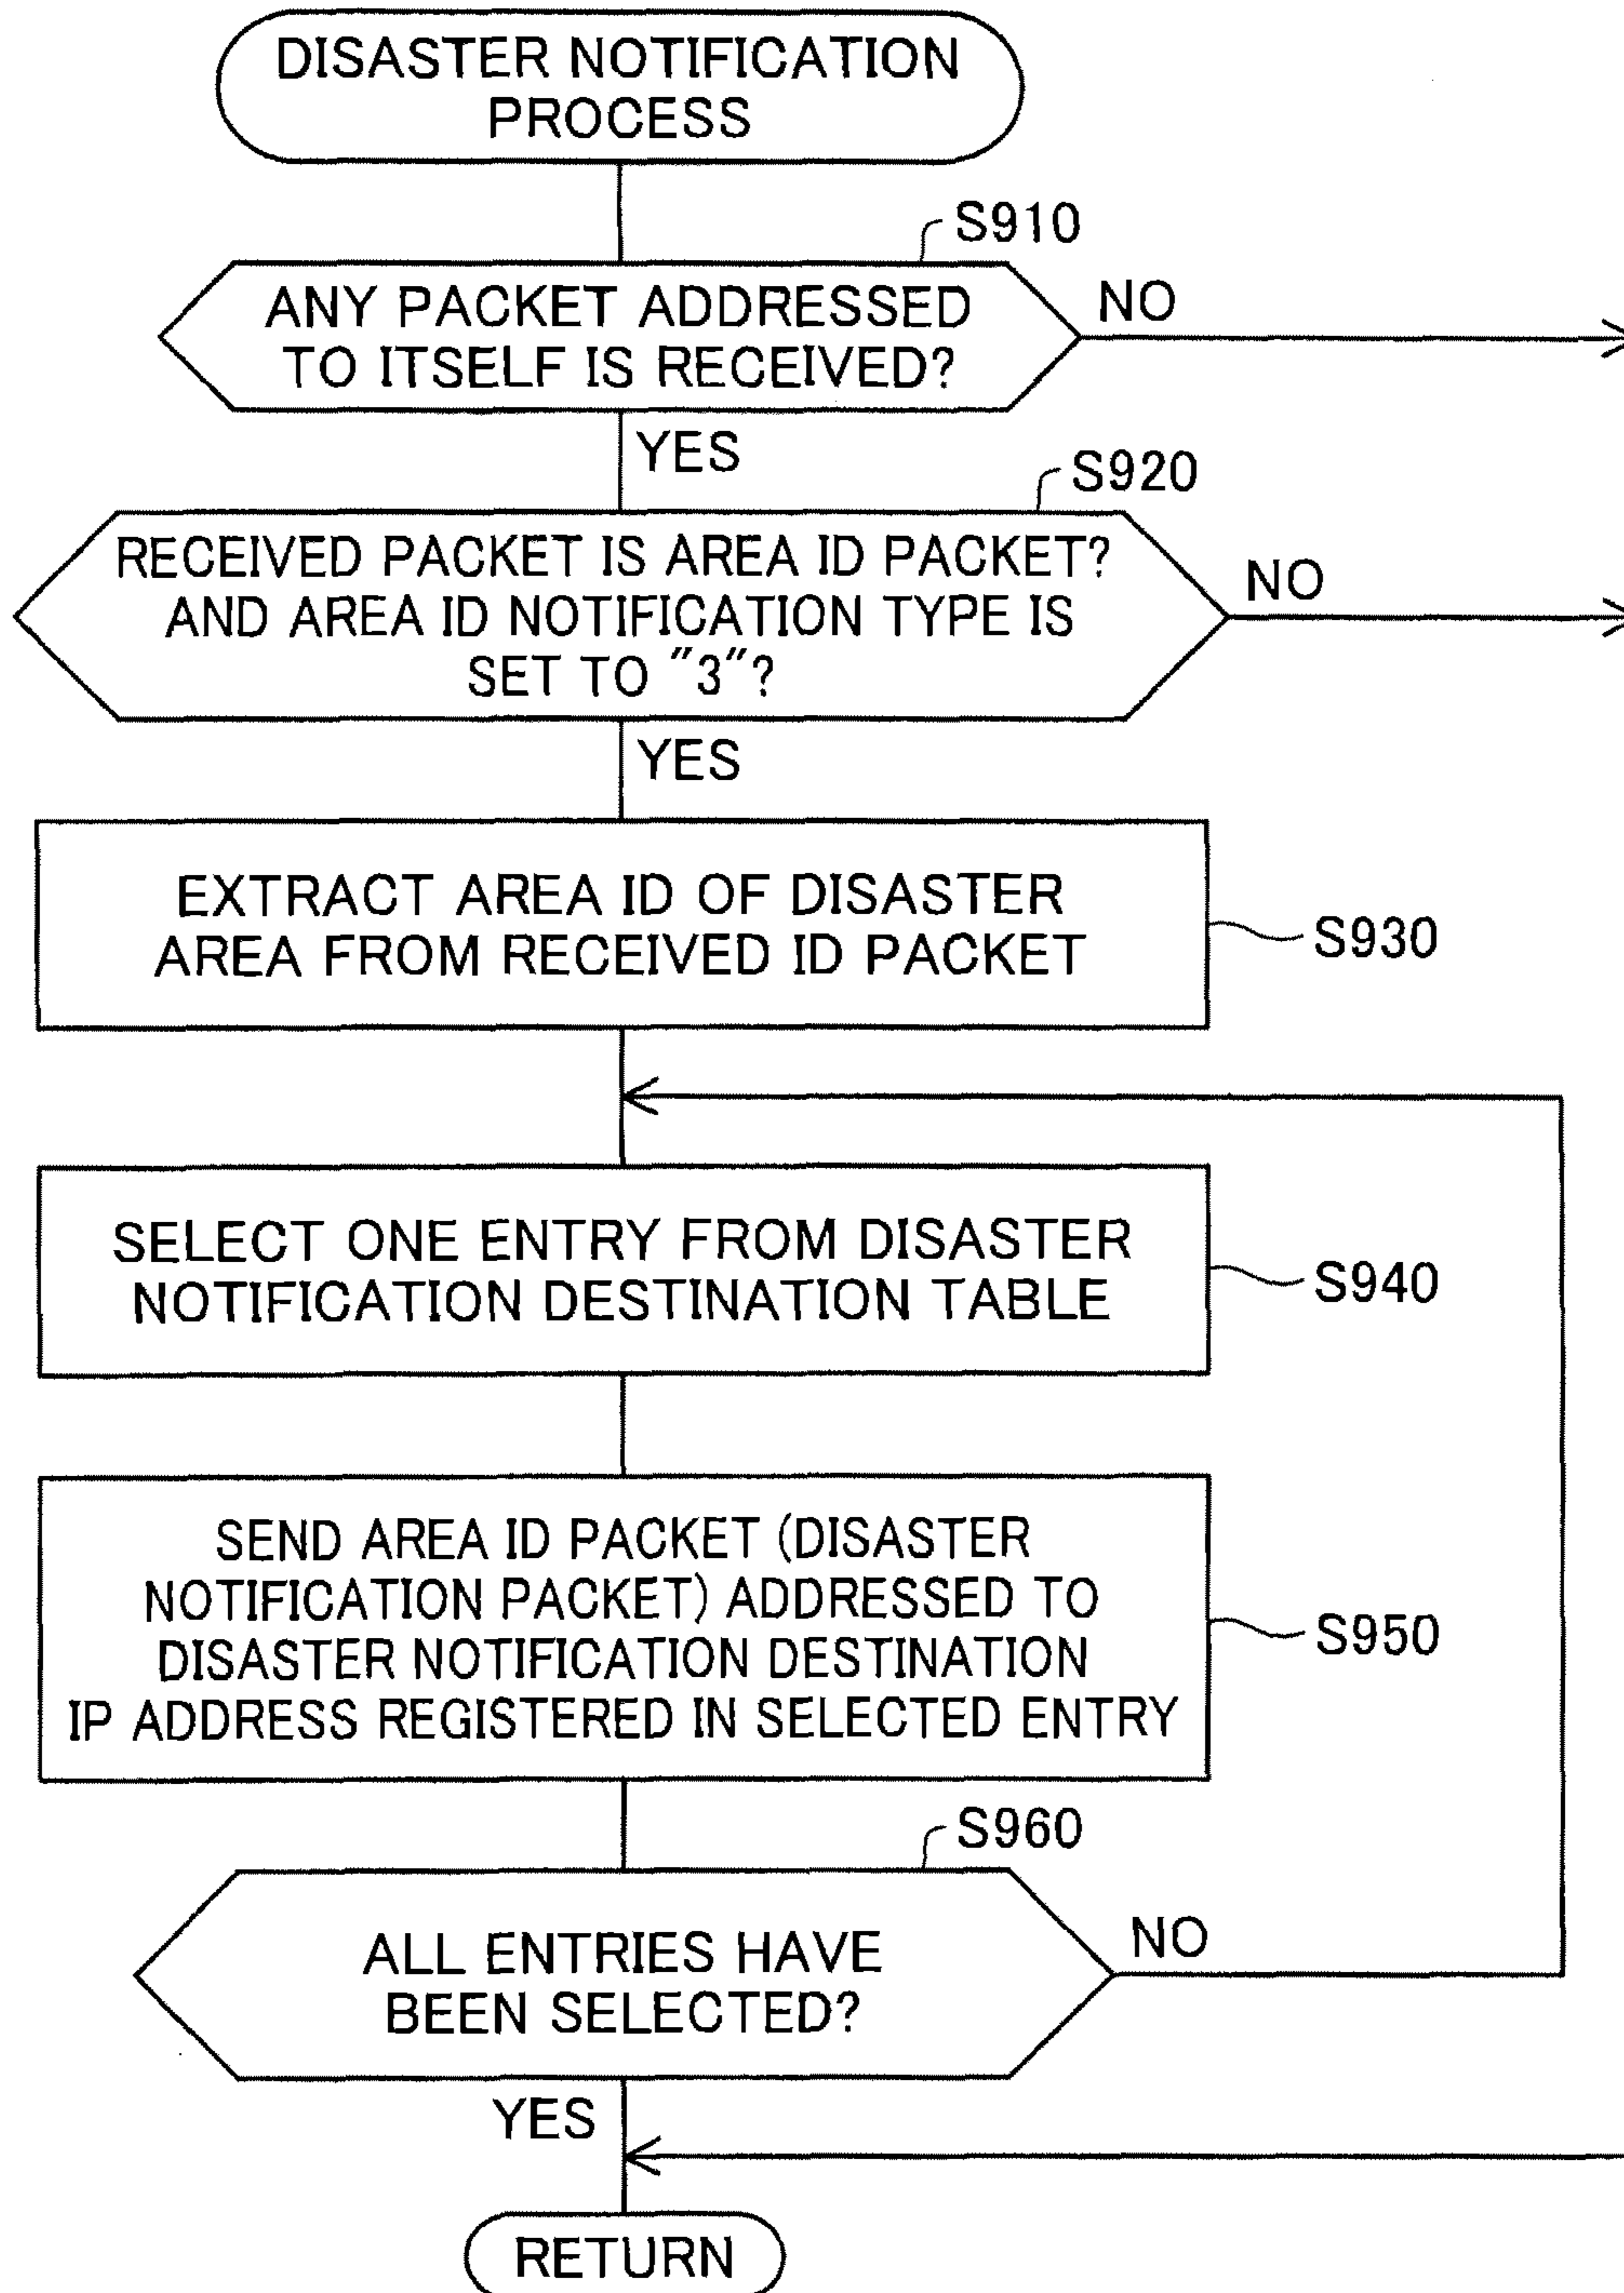 DISASTER NOTIFICATION
PROCESS
S910
ANY PACKET ADDRESSED
TO ITSELF IS RECEIVED?
NO
YES
S920
RECEIVED PACKET IS AREA ID PACKET?
AND AREA ID NOTIFICATION TYPE IS
SET TO "3"?
NO
YES
EXTRACT AREA ID OF DISASTER
AREA FROM RECEIVED ID PACKET
S930
SELECT ONE ENTRY FROM DISASTER
NOTIFICATION DESTINATION TABLE
S940
SEND AREA ID PACKET (DISASTER
NOTIFICATION PACKET) ADDRESSED TO
DISASTER NOTIFICATION DESTINATION
IP ADDRESS REGISTERED IN SELECTED ENTRY
S950
S960
ALL ENTRIES HAVE
BEEN SELECTED?
NO
YES
RETURN